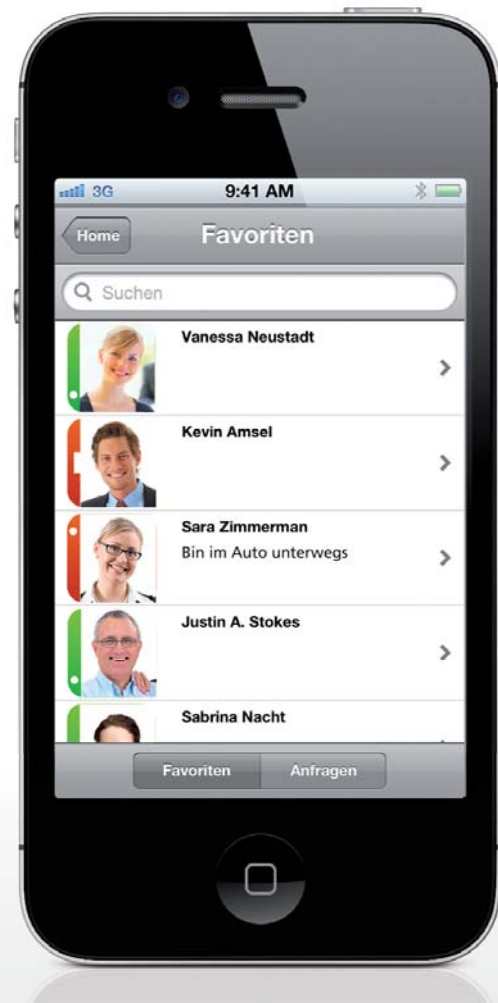 3G 9:41 AM
Home Favoriten
Suchen
Vanessa Neustadt
Kevin Amsel
Sara Zimmerman
Bin im Auto unterwegs
Justin A. Stokes
Sabrina Nacht
Favoriten Anfragen